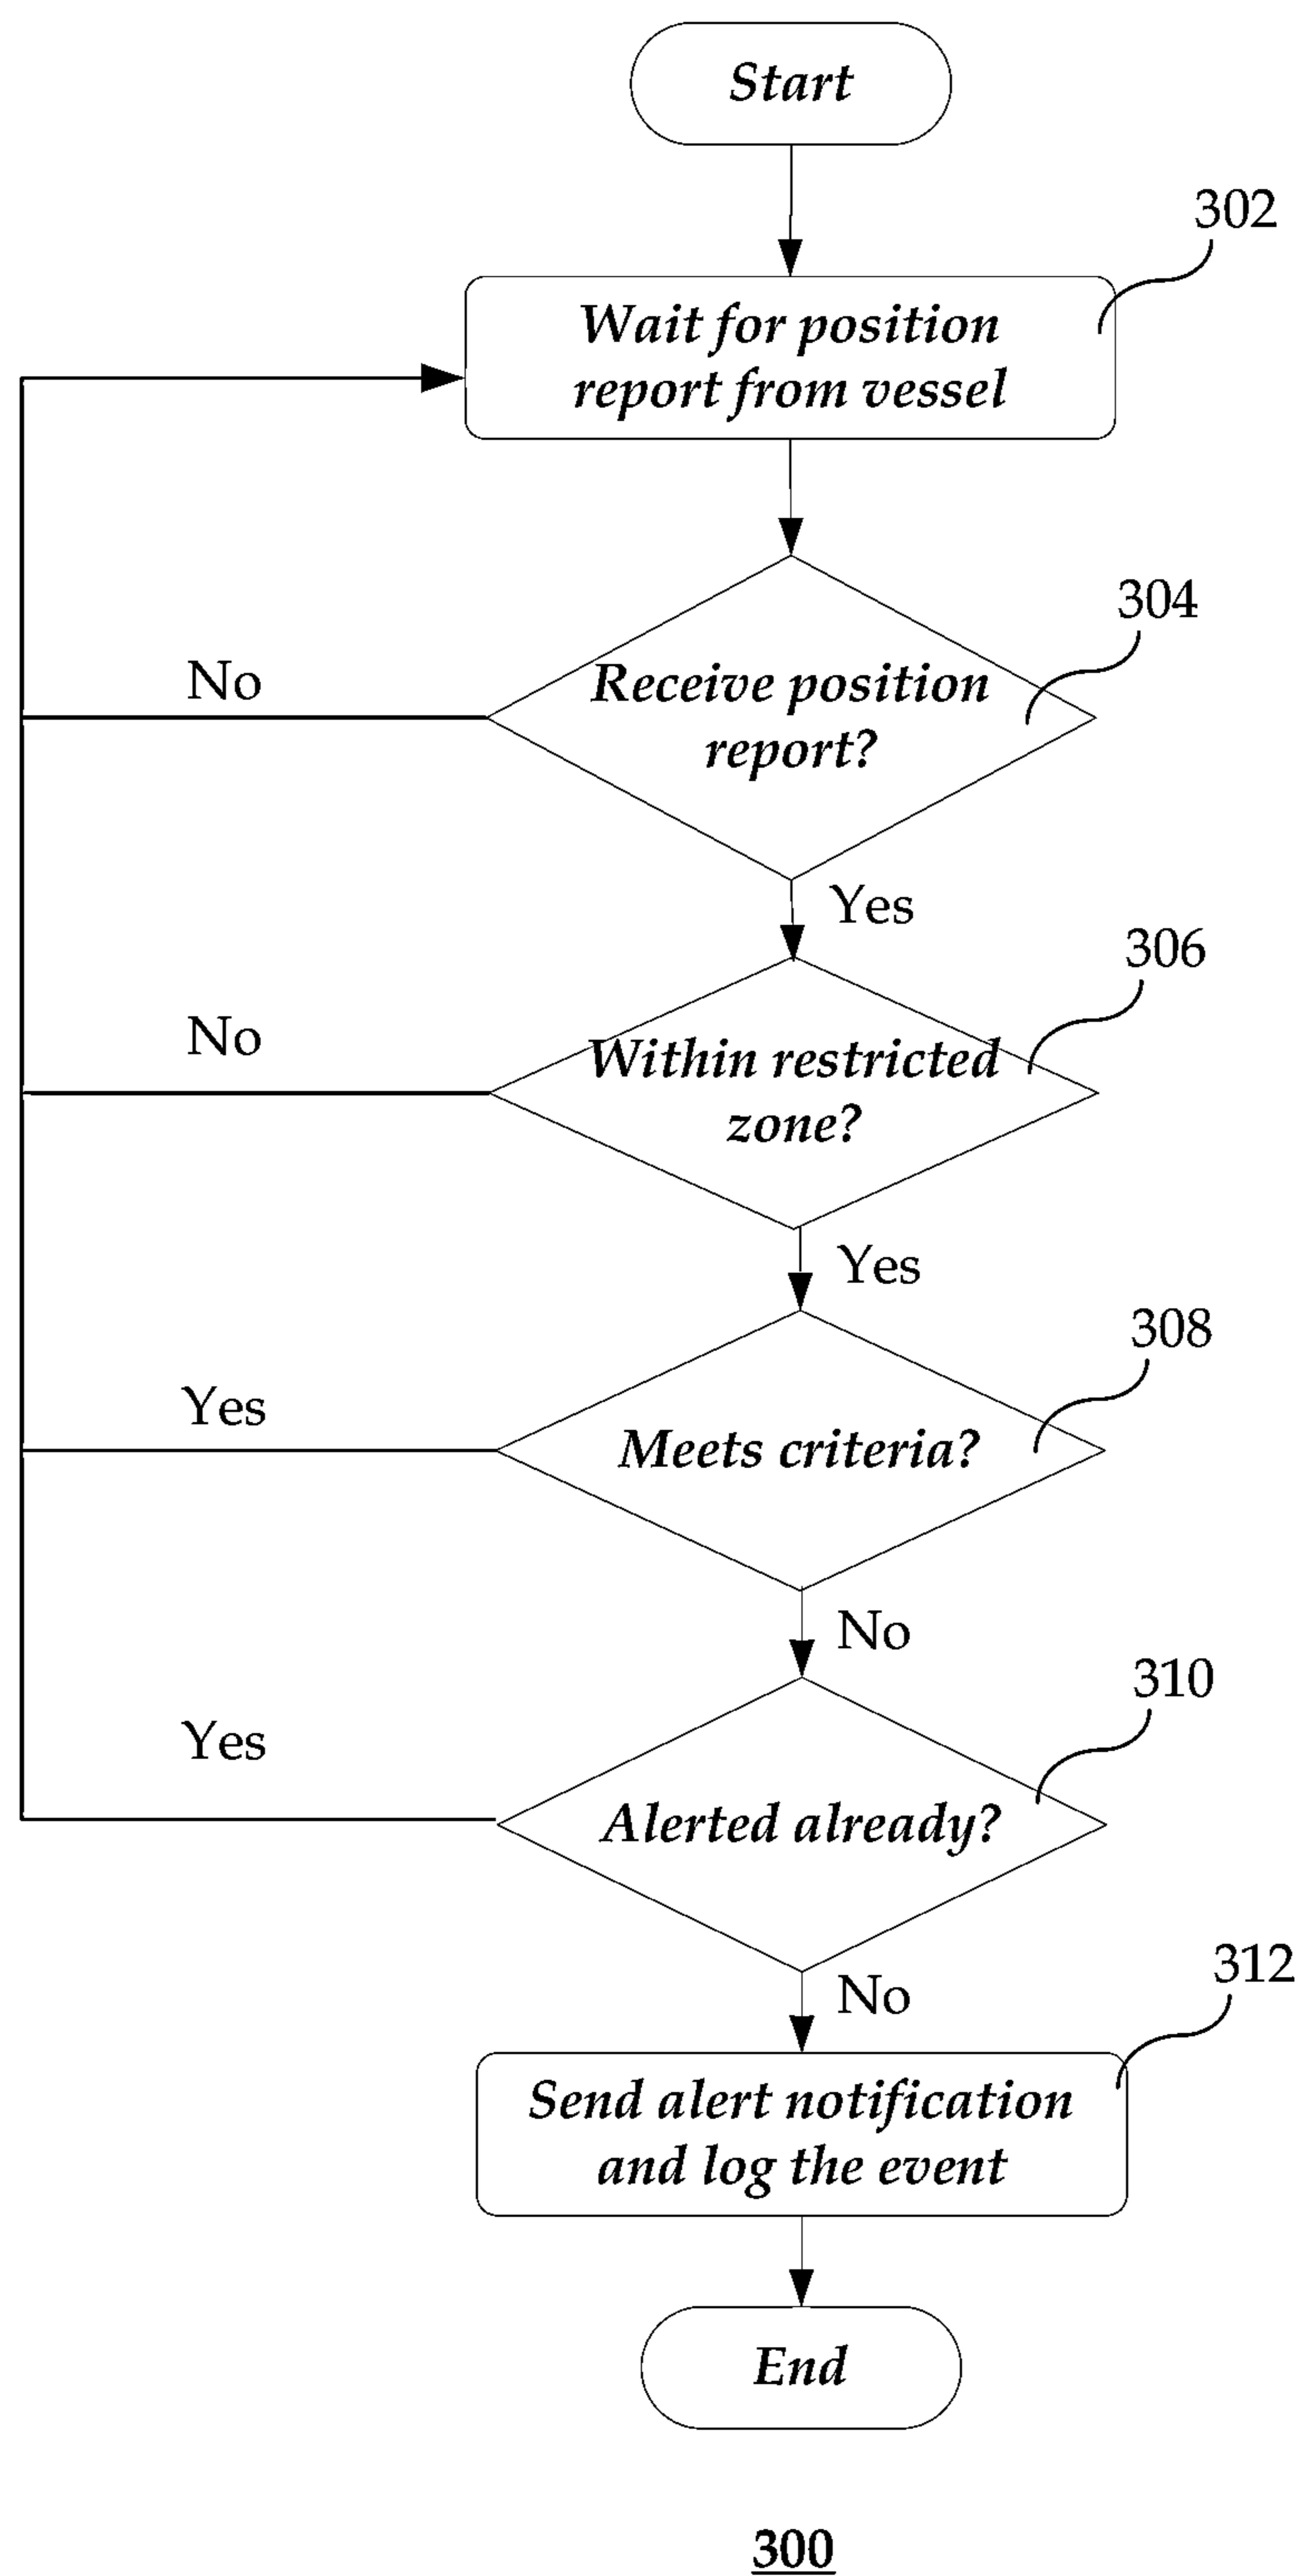 Start
302
Wait for position
report from vessel
304
Receive position
report?
No
Yes
306
Within restricted
zone?
No
Yes
308
Meets criteria?
Yes
No
310
Alerted already?
Yes
No
312
Send alert notification
and log the event
End
300